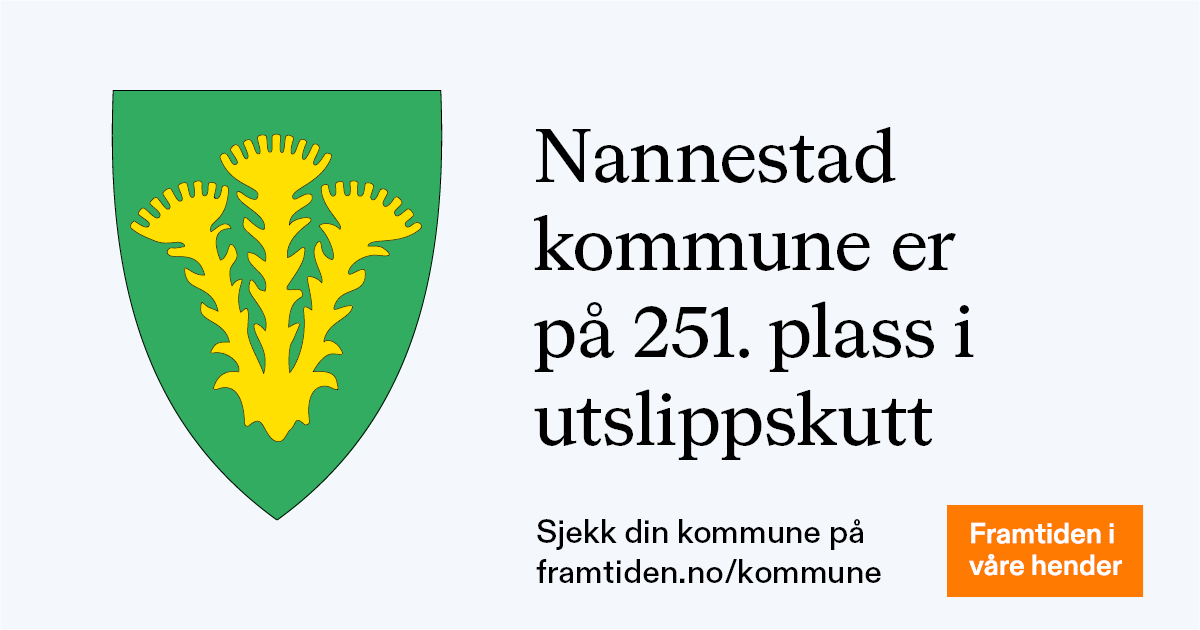 Nannestad
kommune er
på 251. plass i
utslippskutt
Sjekk din kommune på
framtiden.no/kommune
Framtiden i
våre hender